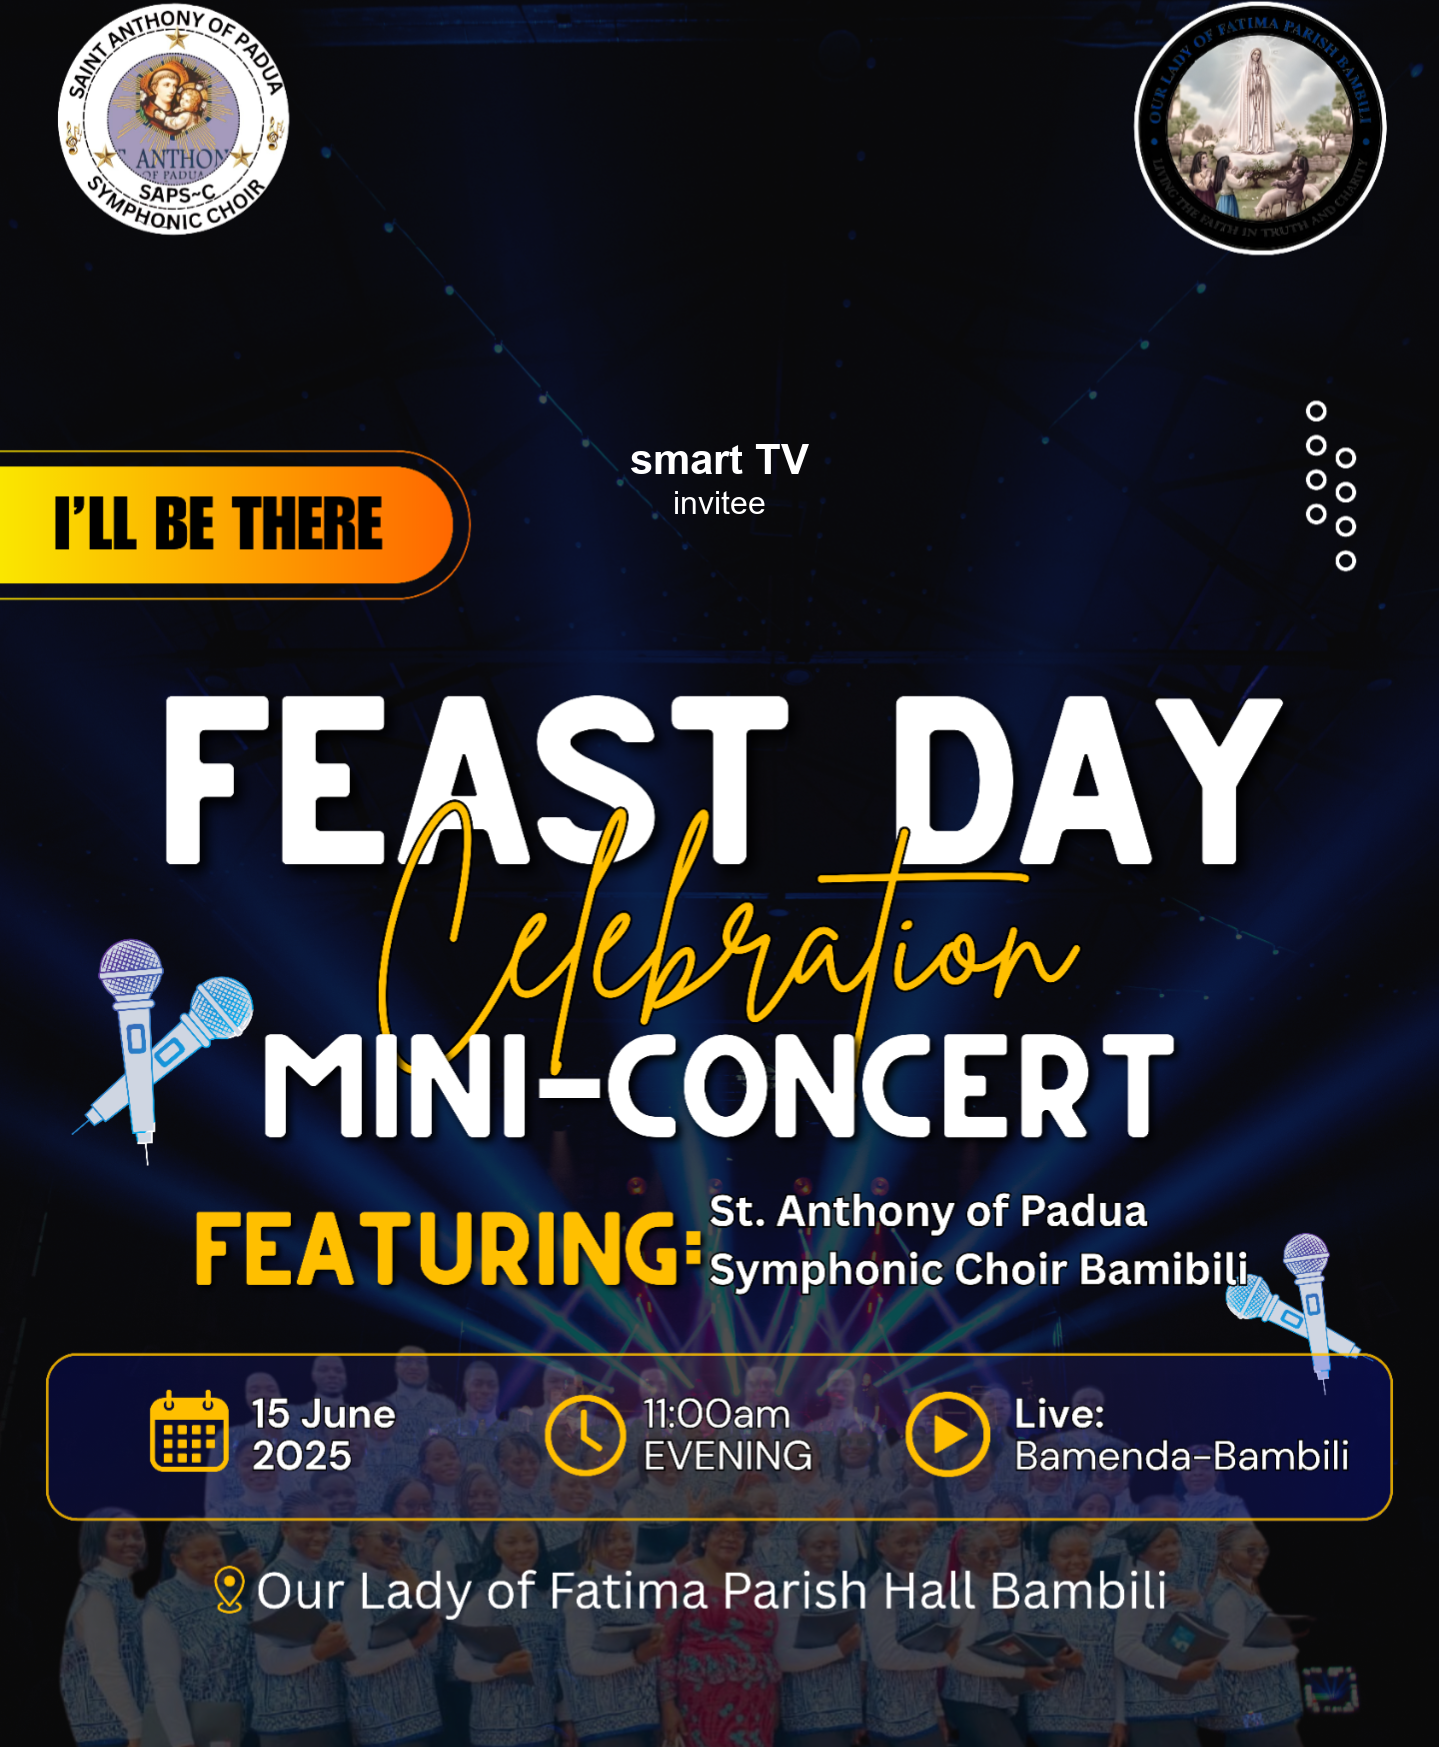 SAINT ANTHONY OF PADUA
ANTHON
OF PADUA
SAPS~C
SYMPHONIC CHOIR
OUR LADY OF FATIMA PARISH BAMBILI
LIVING THE FAITH IN TRUTH AND CHARITY
smart TV
invitee
I'LL BE THERE
FEAST DAY
Celebration
MINI-CONCERT
FEATURING:
St. Anthony of Padua
Symphonic Choir Bamibili
15 June
2025
11:00am
EVENING
Live:
Bamenda-Bambili
Our Lady of Fatima Parish Hall Bambili